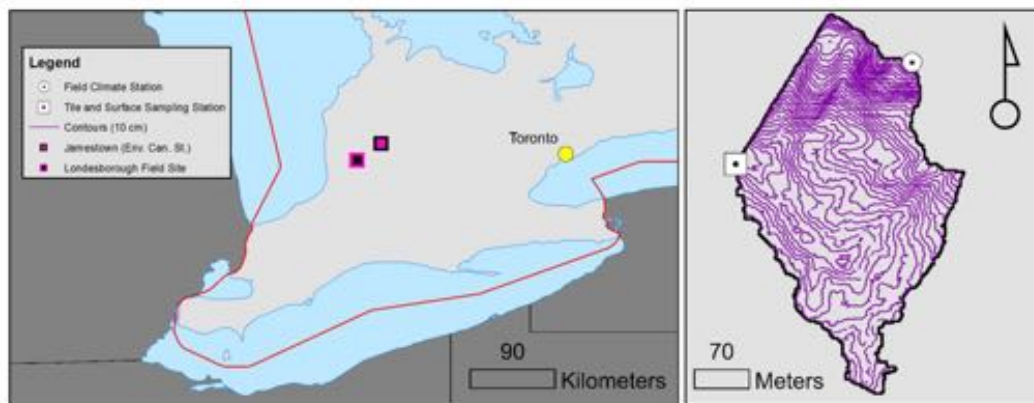 Legend
Field Climate Station
Tile and Surface Sampling Station
Contours (10 cm)
Jamestown (Env. Can. St.)
Londesborough Field Site
Toronto
90
Kilometers
70
Meters